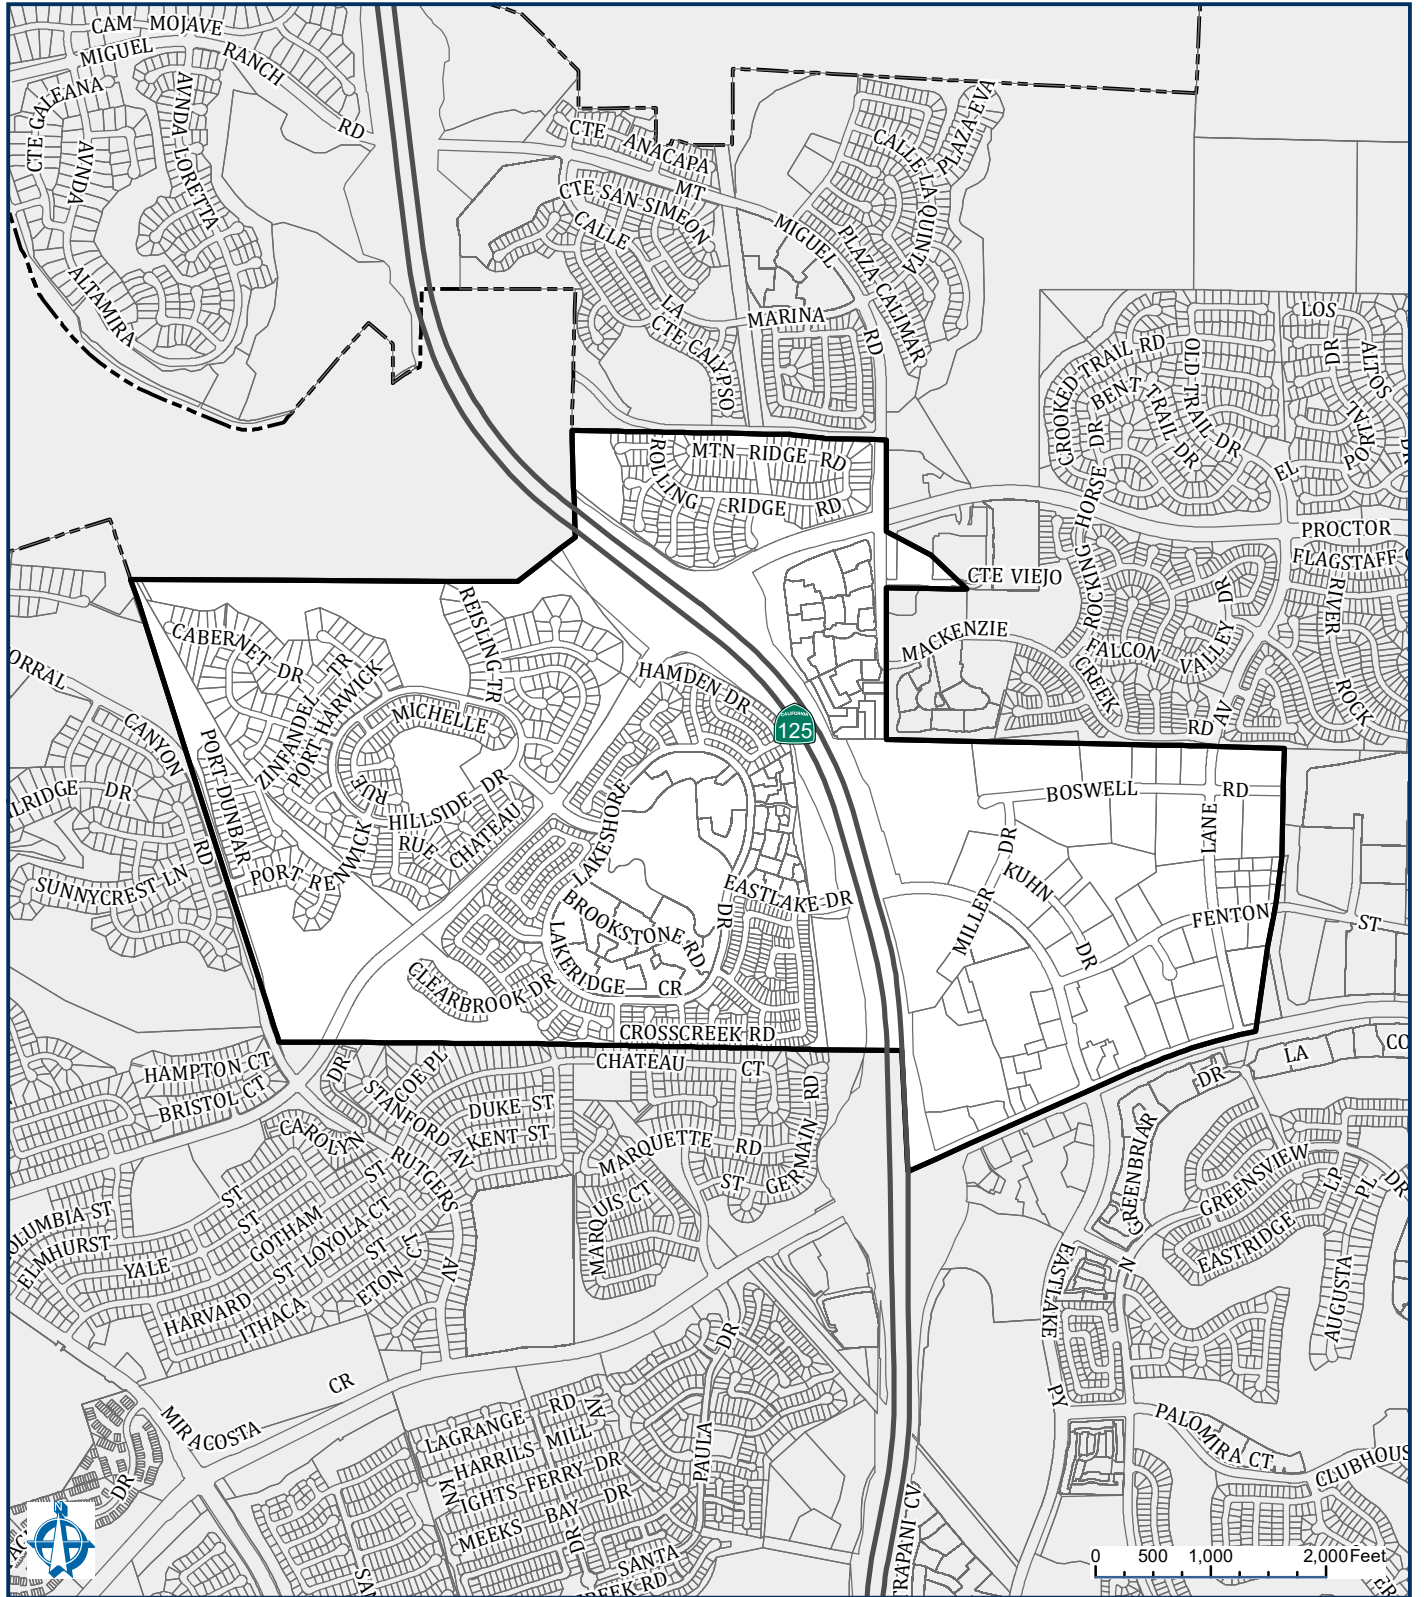 CAM MOJAVE
MIGUEL RANCH RD
CTE GALEANA
AVNDA
AVNDA LORETTA
ALTAMIRA
CTE ANACAPA
MT MIGUEL RD
CTE SAN SIMEON
CALLE LA
CTE CALYPSO
MARINA
PLAZA CALIMAR
CALLE LA QUINTA
PLAZA EVA
CROOKED TRAIL RD
BENT TRAIL DR
OLD TRAIL DR
LOS ALTOS DR
PORTAL
EL
MTN RIDGE RD
ROLLING RIDGE RD
ROCKING HORSE DR
PROCTOR
FLAGSTAFF
RIVER ROCK
CTE VIEJO
MACKENZIE CREEK RD
FALCON VALLEY DR
AV
ORRAL CANYON RD
ALRIDGE DR
SUNNYCREST LN
CABERNET DR
ZINFANDEL TR
PORT HARWICK
REISLING TR
MICHELLE
PORT DUNBAR
RUE
HILLSIDE DR
RUE CHATEAU
PORT RENWICK
HAMDEN DR
CALIFORNIA
125
LAKESHORE DR
EASTLAKE DR
BROOKSTONE RD
LAKERIDGE CR
CLEARBROOK DR
CROSSCREEK RD
BOSWELL RD
LANE
MILLER DR
KUHN DR
FENTON ST
CHATEAU CT
HAMPTON CT
BRISTOL CT
DR
COE PL
STANFORD AV
DUKE ST
KENT ST
CAROLYN
RUTGERS AV
MARQUETTE RD
MARQUIS CT
ST GERMAIN RD
OLUMBIA ST
ELMHURST ST
YALE ST
GOTHAM ST
LOYOLA CT
HARVARD ST
ITHACA ST
ETON CT
CR
MIRACOSTA
DR
LAGRANGE RD
HARRILS MILL AV
KNIGHTS FERRY DR
MEEKS BAY DR
DR
SANTA
PAULA DR
REEK RD
TRAPANI CV
LA
CO
GREENBRIAR DR
GREENSVIEW DR
EASTRIDGE LP
AUGUSTA PL
EASTLAKE PY
N
PALOMIRA CT
CLUBHOUS
N
0 500 1,000 2,000 Feet